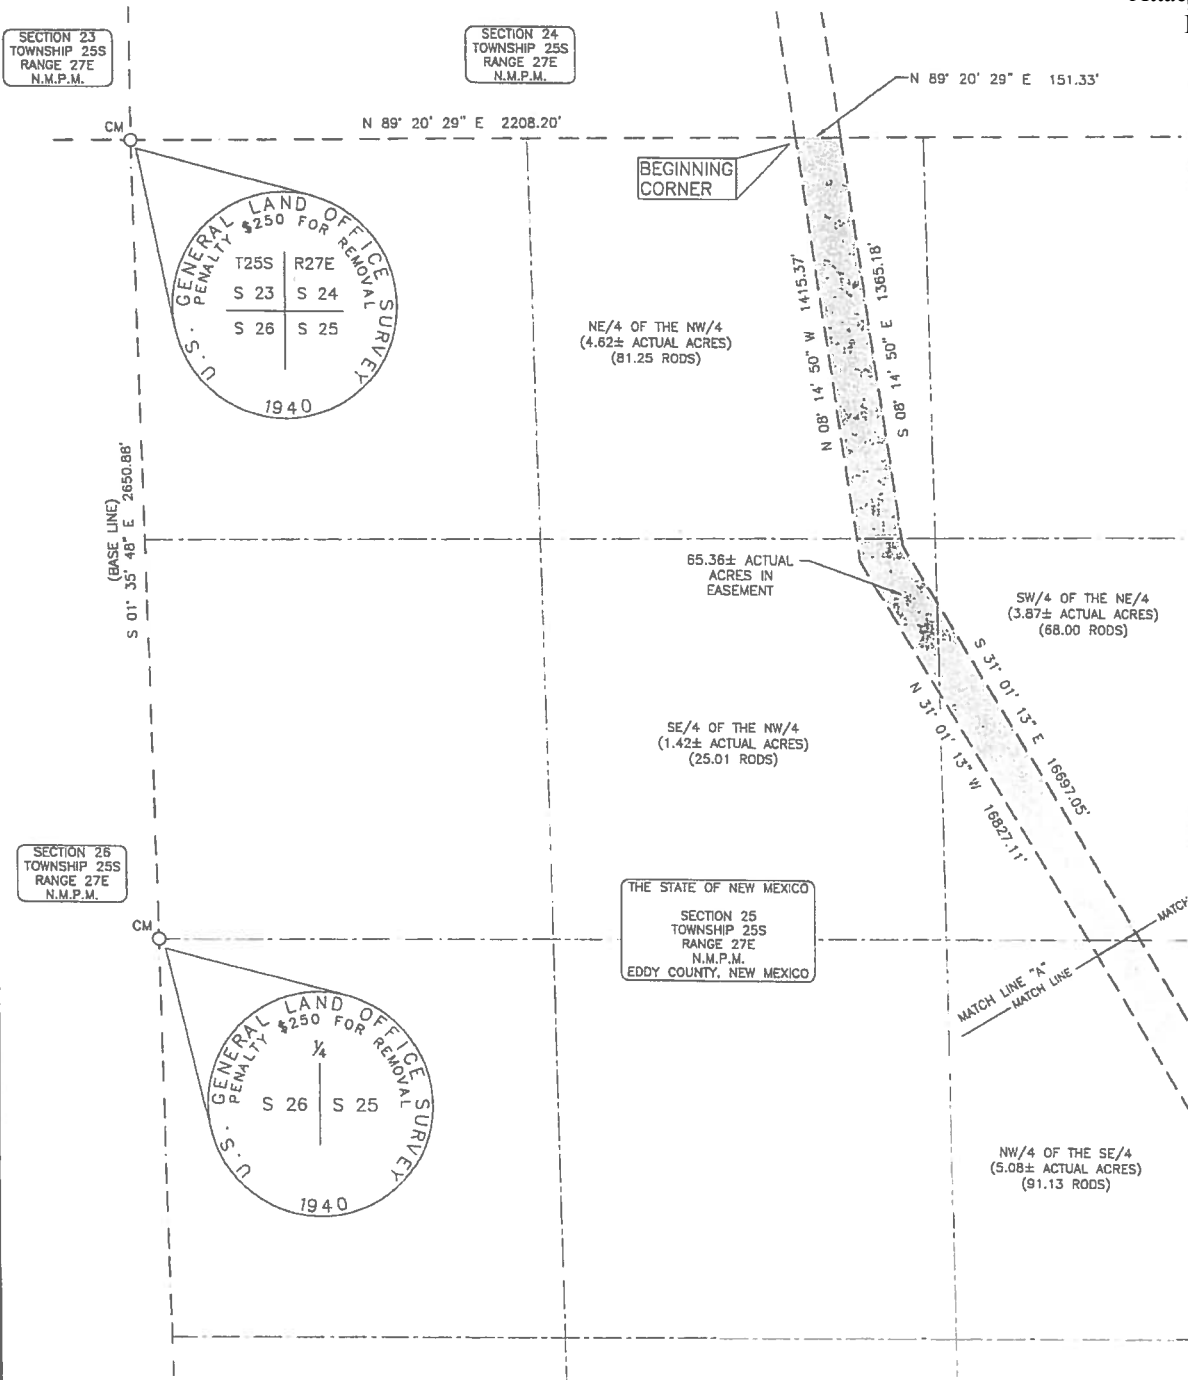 SECTION 23
TOWNSHIP 25S
RANGE 27E
N.M.P.M.
SECTION 24
TOWNSHIP 25S
RANGE 27E
N.M.P.M.
N 89° 20' 29" E 151.33'
CM
N 89° 20' 29" E 2208.20'
BEGINNING
CORNER
U.S. GENERAL LAND OFFICE SURVEY
PENALTY $250 FOR REMOVAL
T25S R27E
S 23 S 24
S 26 S 25
1940
NE/4 OF THE NW/4
(4.62± ACTUAL ACRES)
(81.25 RODS)
N 08° 14' 50" W 1415.37'
S 08° 14' 50" E 1365.18'
(BASE LINE)
S 01° 35' 48" E 2650.88'
65.36± ACTUAL
ACRES IN
EASEMENT
SW/4 OF THE NE/4
(3.87± ACTUAL ACRES)
(68.00 RODS)
S 31° 01' 13" E 16697.05'
N 31° 01' 13" W 16827.11'
SE/4 OF THE NW/4
(1.42± ACTUAL ACRES)
(25.01 RODS)
SECTION 26
TOWNSHIP 25S
RANGE 27E
N.M.P.M.
THE STATE OF NEW MEXICO
SECTION 25
TOWNSHIP 25S
RANGE 27E
N.M.P.M.
EDDY COUNTY, NEW MEXICO
CM
MATCH
MATCH LINE "A"
MATCH LINE
U.S. GENERAL LAND OFFICE SURVEY
PENALTY $250 FOR REMOVAL
1/4
S 26 S 25
1940
NW/4 OF THE SE/4
(5.08± ACTUAL ACRES)
(91.13 RODS)